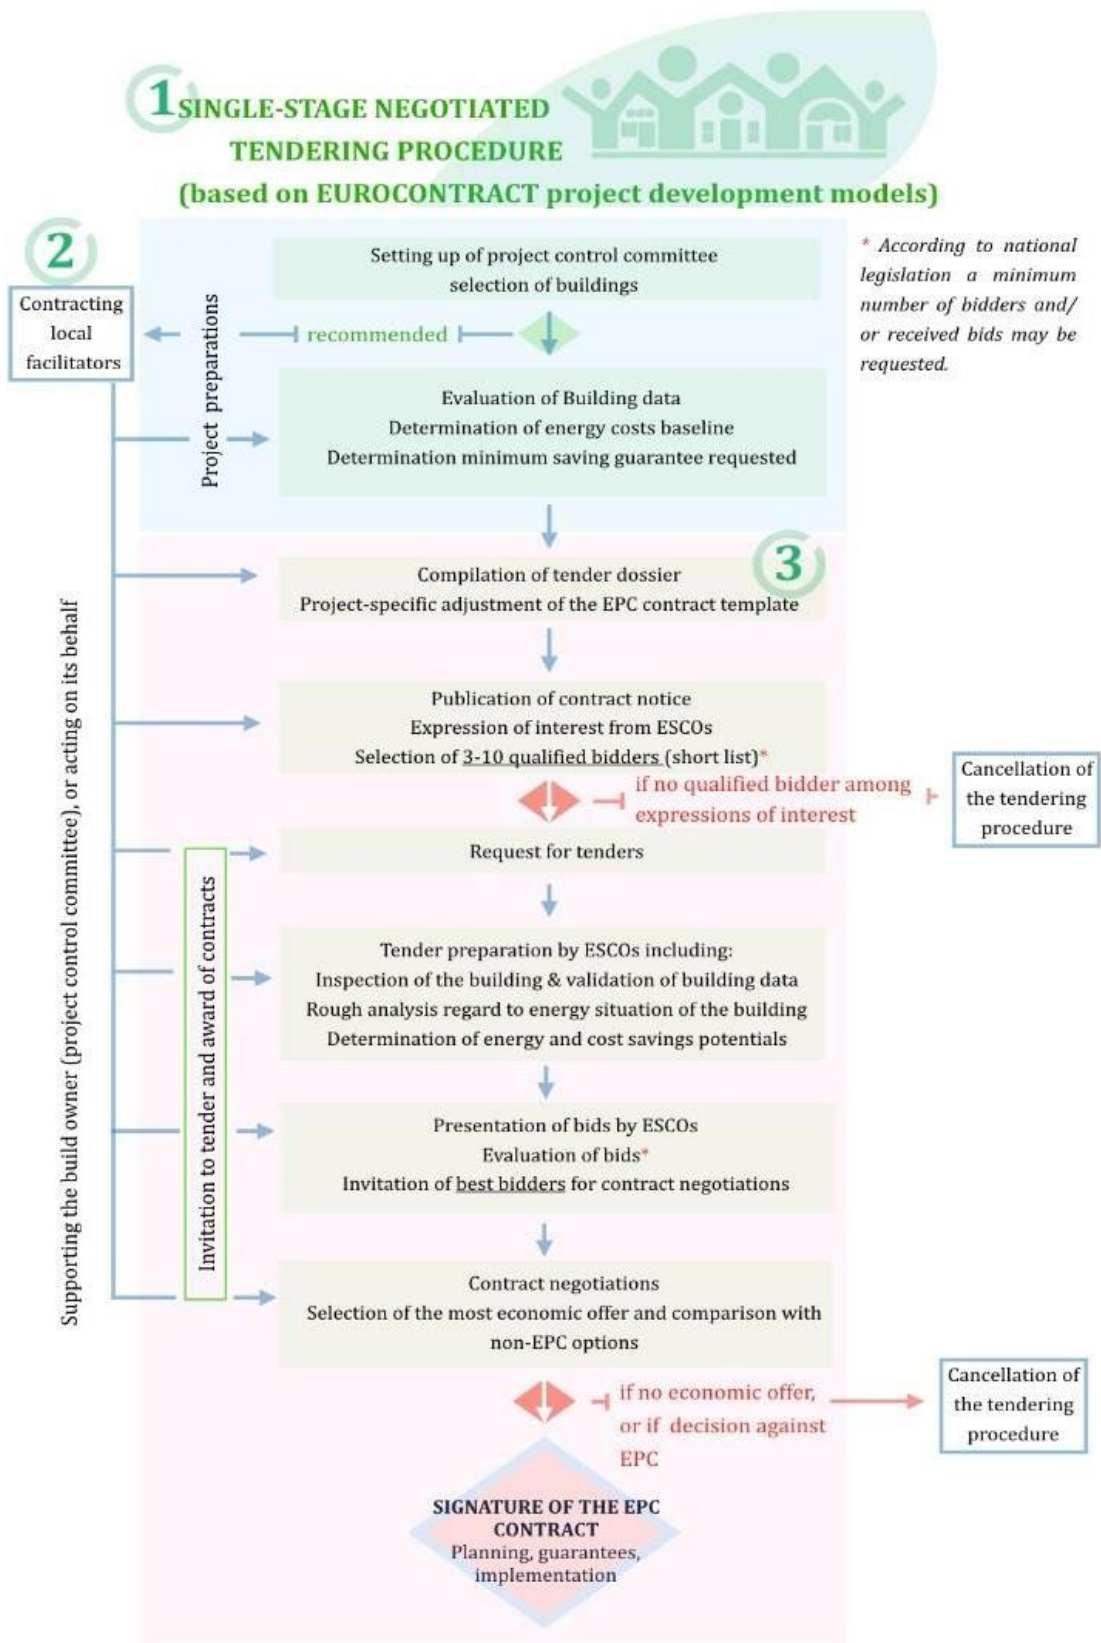 1 SINGLE-STAGE NEGOTIATED
TENDERING PROCEDURE
(based on EUROCONTRACT project development models)
2
Contracting
local
facilitators
Project preparations
Setting up of project control committee
selection of buildings
* According to national
legislation a minimum
number of bidders and/
or received bids may be
requested.
recommended
Evaluation of Building data
Determination of energy costs baseline
Determination minimum saving guarantee requested
3
Compilation of tender dossier
Project-specific adjustment of the EPC contract template
Supporting the build owner (project control committee), or acting on its behalf
Publication of contract notice
Expression of interest from ESCOs
Selection of 3-10 qualified bidders (short list)*
if no qualified bidder among
expressions of interest
Cancellation of
the tendering
procedure
Invitation to tender and award of contracts
Request for tenders
Tender preparation by ESCOs including:
Inspection of the building & validation of building data
Rough analysis regard to energy situation of the building
Determination of energy and cost savings potentials
Presentation of bids by ESCOs
Evaluation of bids*
Invitation of best bidders for contract negotiations
Contract negotiations
Selection of the most economic offer and comparison with
non-EPC options
if no economic offer,
or if decision against
EPC
Cancellation of
the tendering
procedure
SIGNATURE OF THE EPC
CONTRACT
Planning, guarantees,
implementation